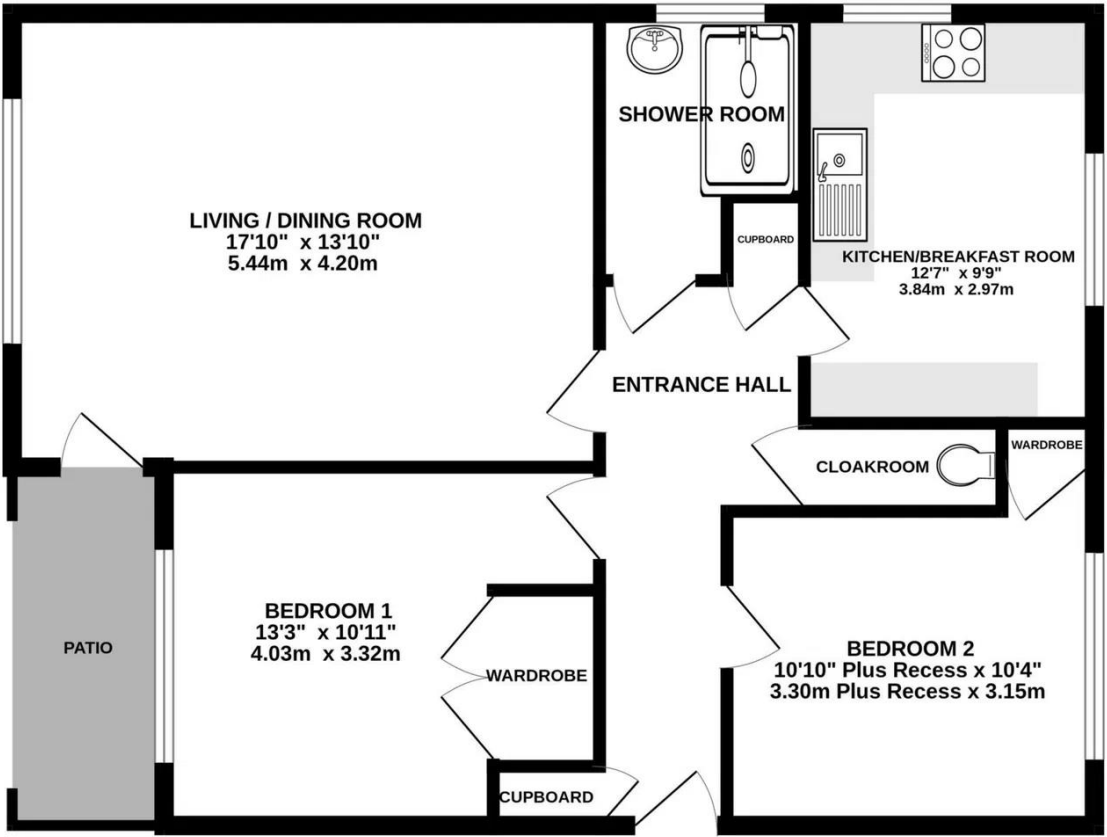 SHOWER ROOM
LIVING / DINING ROOM
17'10" x 13'10"
5.44m x 4.20m
CUPBOARD
KITCHEN/BREAKFAST ROOM
12'7" x 9'9"
3.84m x 2.97m
ENTRANCE HALL
CLOAKROOM
WARDROBE
BEDROOM 1
13'3" x 10'11"
4.03m x 3.32m
PATIO
WARDROBE
BEDROOM 2
10'10" Plus Recess x 10'4"
3.30m Plus Recess x 3.15m
CUPBOARD